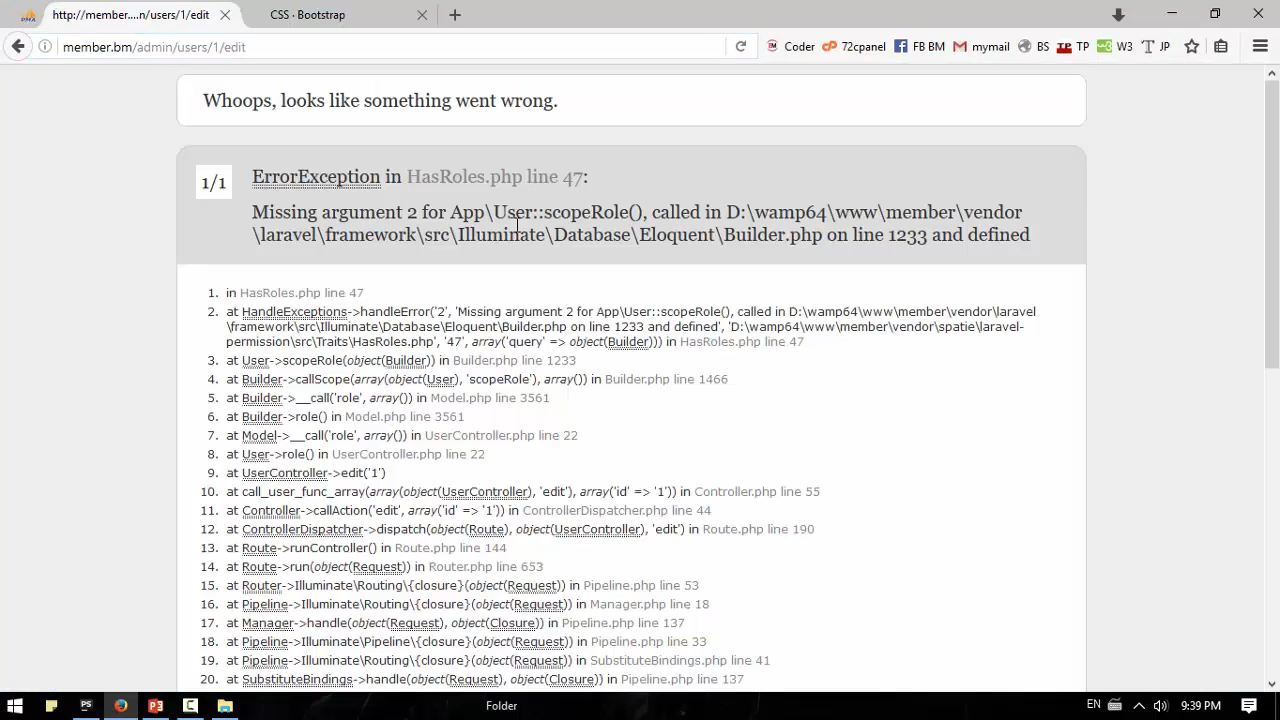 http://member....n/users/1/edit
CSS · Bootstrap
member.bm/admin/users/1/edit
Coder
72cpanel
FB BM
mymail
BS
TP
W3
JP
Whoops, looks like something went wrong.
1/1
ErrorException in HasRoles.php line 47:
Missing argument 2 for App\User::scopeRole(), called in D:\wamp64\www\member\vendor
\laravel\framework\src\Illuminate\Database\Eloquent\Builder.php on line 1233 and defined
1. in HasRoles.php line 47
2. at HandleExceptions->handleError('2', 'Missing argument 2 for App\User::scopeRole(), called in D:\wamp64\www\member\vendor\laravel
\framework\src\Illuminate\Database\Eloquent\Builder.php on line 1233 and defined', 'D:\wamp64\www\member\vendor\spatie\laravel-
permission\src\Traits\HasRoles.php', '47', array('query' => object(Builder))) in HasRoles.php line 47
3. at User->scopeRole(object(Builder)) in Builder.php line 1233
4. at Builder->callScope(array(object(User), 'scopeRole'), array()) in Builder.php line 1466
5. at Builder->__call('role', array()) in Model.php line 3561
6. at Builder->role() in Model.php line 3561
7. at Model->__call('role', array()) in UserController.php line 22
8. at User->role() in UserController.php line 22
9. at UserController->edit('1')
10. at call_user_func_array(array(object(UserController), 'edit'), array('id' => '1')) in Controller.php line 55
11. at Controller->callAction('edit', array('id' => '1')) in ControllerDispatcher.php line 44
12. at ControllerDispatcher->dispatch(object(Route), object(UserController), 'edit') in Route.php line 190
13. at Route->runController() in Route.php line 144
14. at Route->run(object(Request)) in Router.php line 653
15. at Router->Illuminate\Routing\{closure}(object(Request)) in Pipeline.php line 53
16. at Pipeline->Illuminate\Routing\{closure}(object(Request)) in Manager.php line 18
17. at Manager->handle(object(Request), object(Closure)) in Pipeline.php line 137
18. at Pipeline->Illuminate\Pipeline\{closure}(object(Request)) in Pipeline.php line 33
19. at Pipeline->Illuminate\Routing\{closure}(object(Request)) in SubstituteBindings.php line 41
20. at SubstituteBindings->handle(object(Request), object(Closure)) in Pipeline.php line 137
Folder
EN
9:39 PM